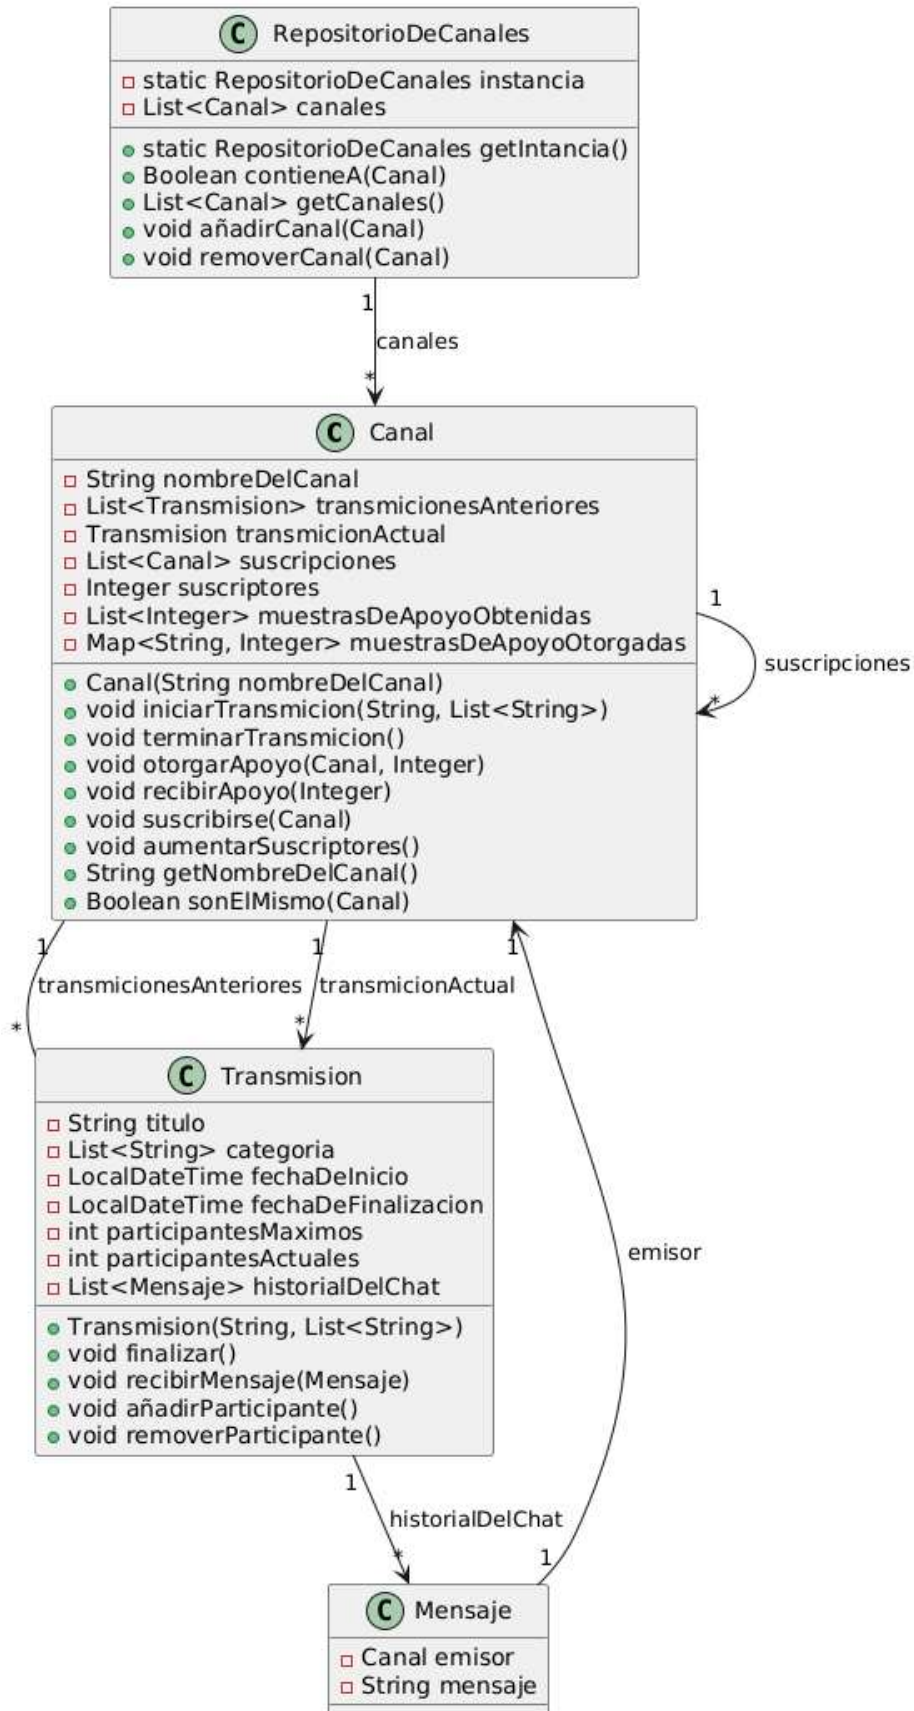 C RepositorioDeCanales
static RepositorioDeCanales instancia
List<Canal> canales
static RepositorioDeCanales getIntancia()
Boolean contieneA(Canal)
List<Canal> getCanales()
void añadirCanal(Canal)
void removerCanal(Canal)
1
canales
*
C Canal
String nombreDelCanal
List<Transmision> transmicionesAnteriores
Transmision transmicionActual
List<Canal> suscripciones
Integer suscriptores
List<Integer> muestrasDeApoyoObtenidas
Map<String, Integer> muestrasDeApoyoOtorgadas
Canal(String nombreDelCanal)
void iniciarTransmicion(String, List<String>)
void terminarTransmicion()
void otorgarApoyo(Canal, Integer)
void recibirApoyo(Integer)
void suscribirse(Canal)
void aumentarSuscriptores()
String getNombreDelCanal()
Boolean sonElMismo(Canal)
1
suscripciones
*
1 1 1
transmicionesAnteriores transmicionActual
* *
C Transmision
String titulo
List<String> categoria
LocalDateTime fechaDeInicio
LocalDateTime fechaDeFinalizacion
int participantesMaximos
int participantesActuales
List<Mensaje> historialDelChat
Transmision(String, List<String>)
void finalizar()
void recibirMensaje(Mensaje)
void añadirParticipante()
void removerParticipante()
emisor
1
historialDelChat
* 1
C Mensaje
Canal emisor
String mensaje